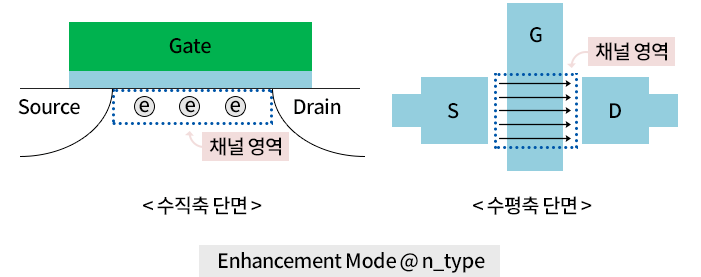 Gate
Source
e e e
Drain
채널 영역
< 수직축 단면 >
G
채널 영역
S
D
< 수평축 단면 >
Enhancement Mode @ n_type